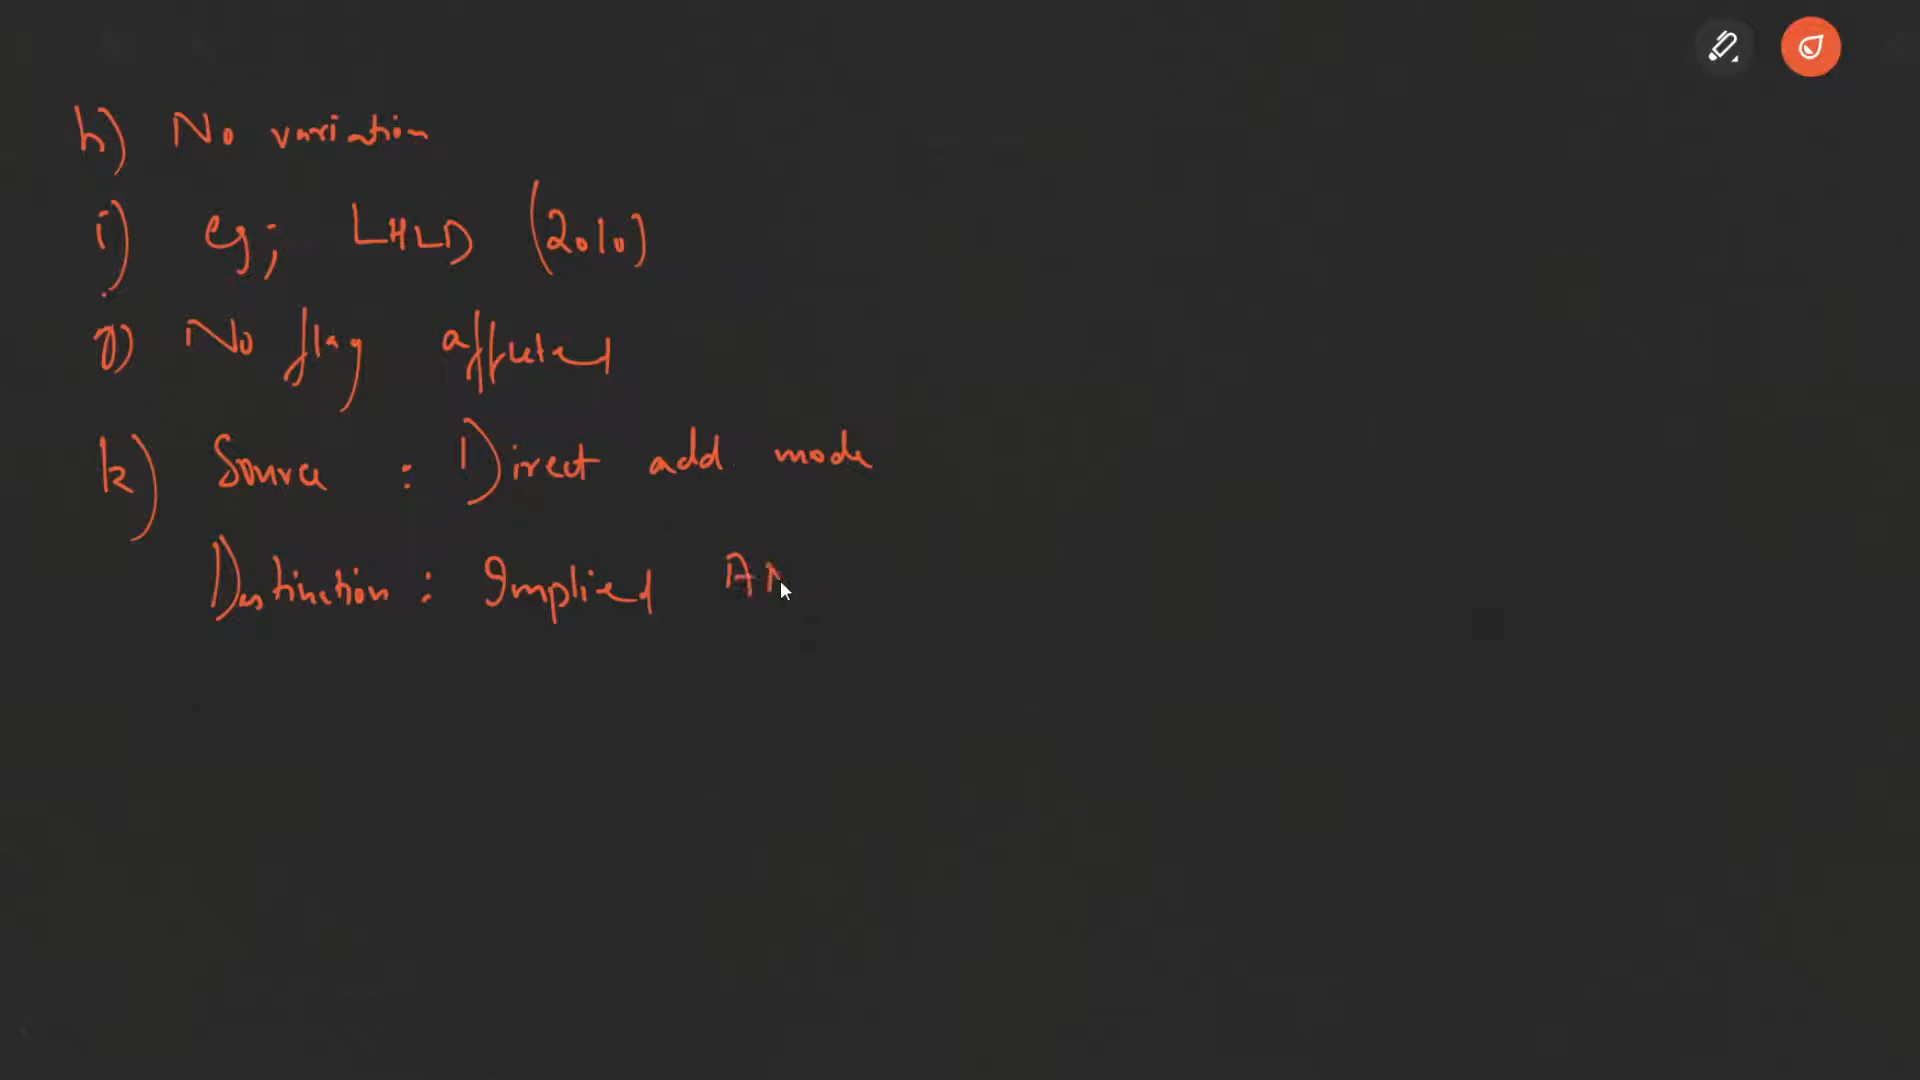 h) No variation
i) eg; LHLD (2010)
j) No flag affected
k) Source : Direct add mode
Destination : Implied AM